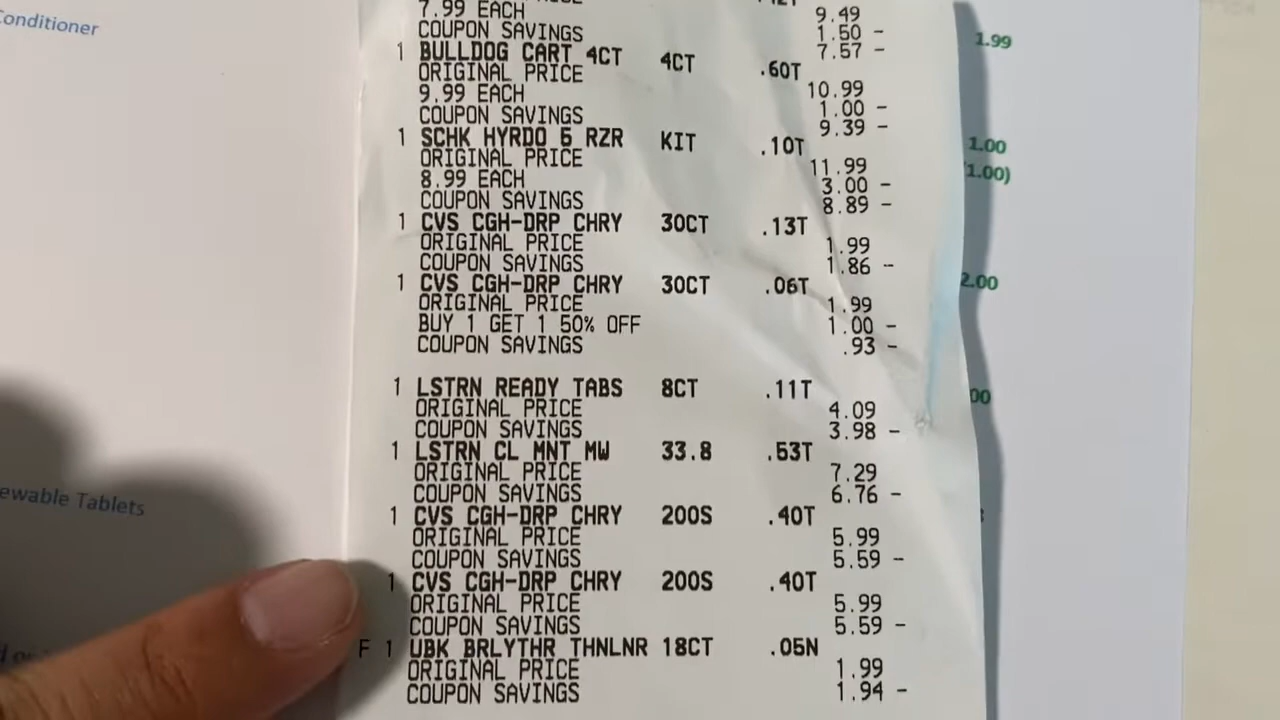 Conditioner
7.99 EACH 9.49
COUPON SAVINGS 1.50 -
7.57 -
1.99
1 BULLDOG CART 4CT 4CT .60T
ORIGINAL PRICE 10.99
9.99 EACH 1.00 -
COUPON SAVINGS 9.39 -
1 SCHK HYRDO 5 RZR KIT .10T
1.00
ORIGINAL PRICE 11.99
1.00)
8.99 EACH 3.00 -
COUPON SAVINGS 8.89 -
1 CVS CGH-DRP CHRY 30CT .13T
ORIGINAL PRICE 1.99
COUPON SAVINGS 1.86 -
1 CVS CGH-DRP CHRY 30CT .06T
2.00
ORIGINAL PRICE 1.99
BUY 1 GET 1 50% OFF 1.00 -
COUPON SAVINGS .93 -
1 LSTRN READY TABS 8CT .11T
00
ORIGINAL PRICE 4.09
COUPON SAVINGS 3.98 -
1 LSTRN CL MNT MW 33.8 .53T
ORIGINAL PRICE 7.29
COUPON SAVINGS 6.76 -
ewable Tablets
1 CVS CGH-DRP CHRY 200S .40T
ORIGINAL PRICE 5.99
COUPON SAVINGS 5.59 -
1 CVS CGH-DRP CHRY 200S .40T
ORIGINAL PRICE 5.99
COUPON SAVINGS 5.59 -
F 1 UBK BRLYTHR THNLNR 18CT .05N
ORIGINAL PRICE 1.99
COUPON SAVINGS 1.94 -